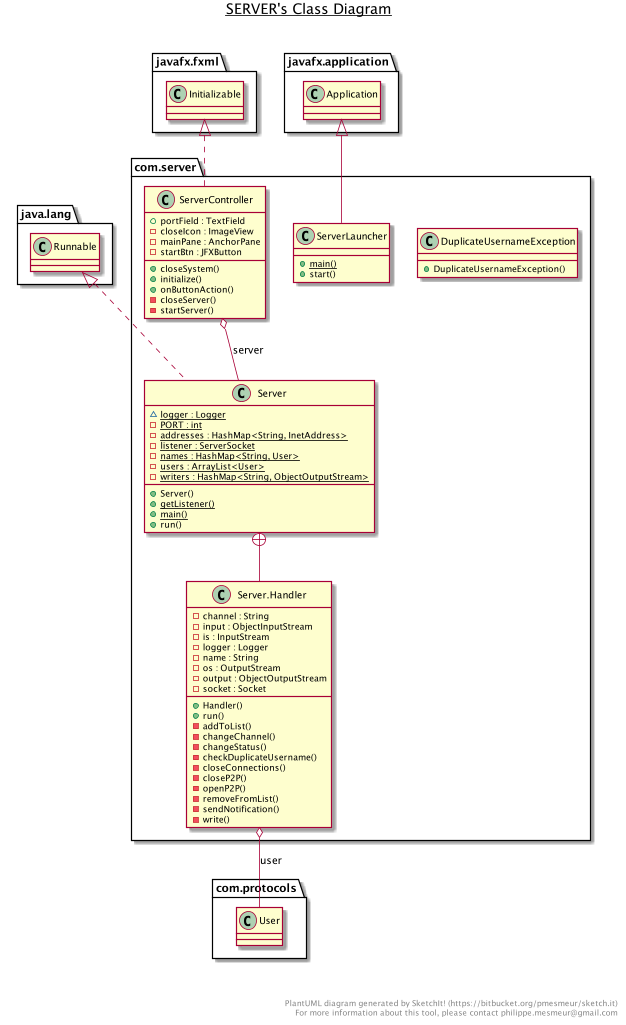 SERVER's Class Diagram
javafx.fxml
C Initializable
javafx.application
C Application
com.server
C ServerController
portField : TextField
closeIcon : ImageView
mainPane : AnchorPane
startBtn : JFXButton
closeSystem()
initialize()
onButtonAction()
closeServer()
startServer()
C ServerLauncher
main()
start()
C DuplicateUsernameException
DuplicateUsernameException()
java.lang
C Runnable
server
C Server
logger : Logger
PORT : int
addresses : HashMap<String, InetAddress>
listener : ServerSocket
names : HashMap<String, User>
users : ArrayList<User>
writers : HashMap<String, ObjectOutputStream>
Server()
getListener()
main()
run()
C Server.Handler
channel : String
input : ObjectInputStream
is : InputStream
logger : Logger
name : String
os : OutputStream
output : ObjectOutputStream
socket : Socket
Handler()
run()
addToList()
changeChannel()
changeStatus()
checkDuplicateUsername()
closeConnections()
closeP2P()
openP2P()
removeFromList()
sendNotification()
write()
user
com.protocols
C User
PlantUML diagram generated by SketchIt! (https://bitbucket.org/pmesmeur/sketch.it)
For more information about this tool, please contact philippe.mesmeur@gmail.com